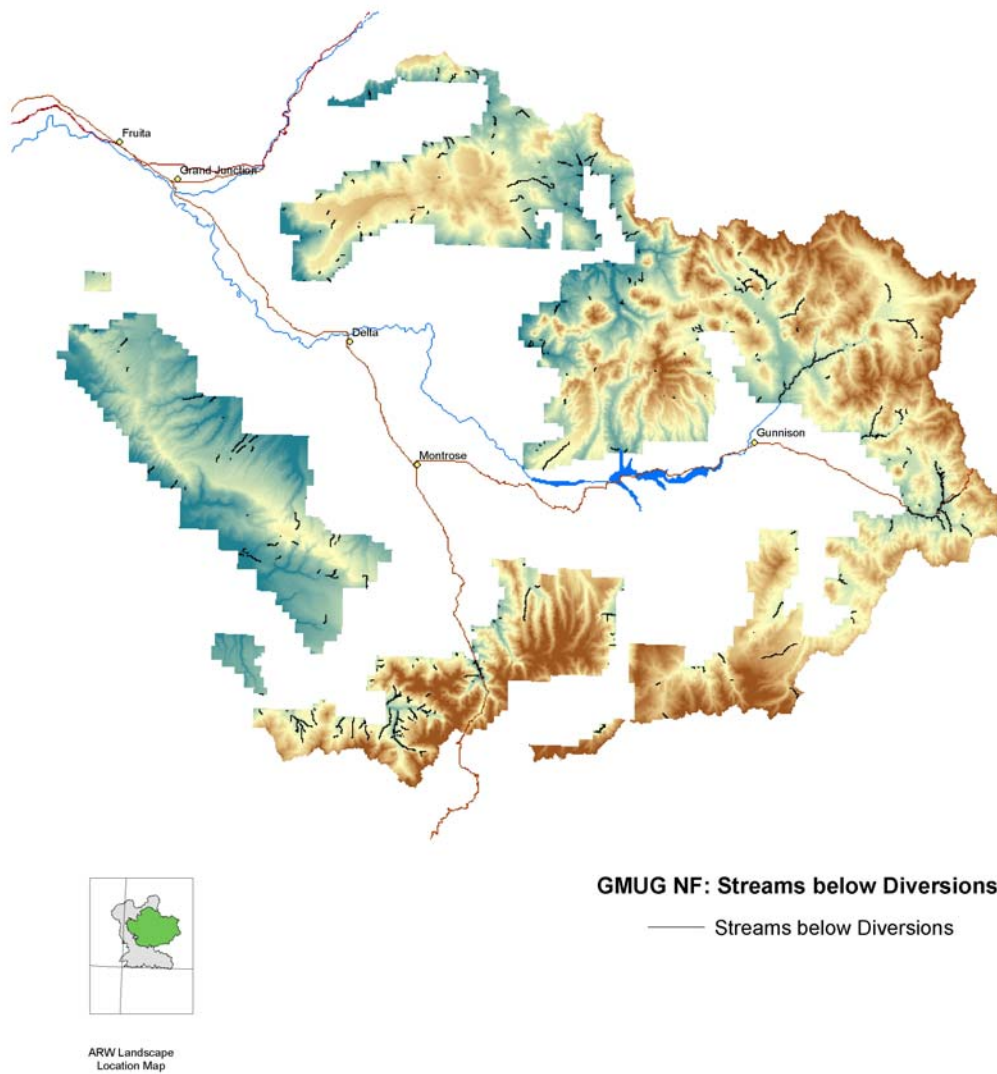 Fruita
Grand Junction
Delta
Montrose
Gunnison
GMUG NF: Streams below Diversions
Streams below Diversions
ARW Landscape
Location Map